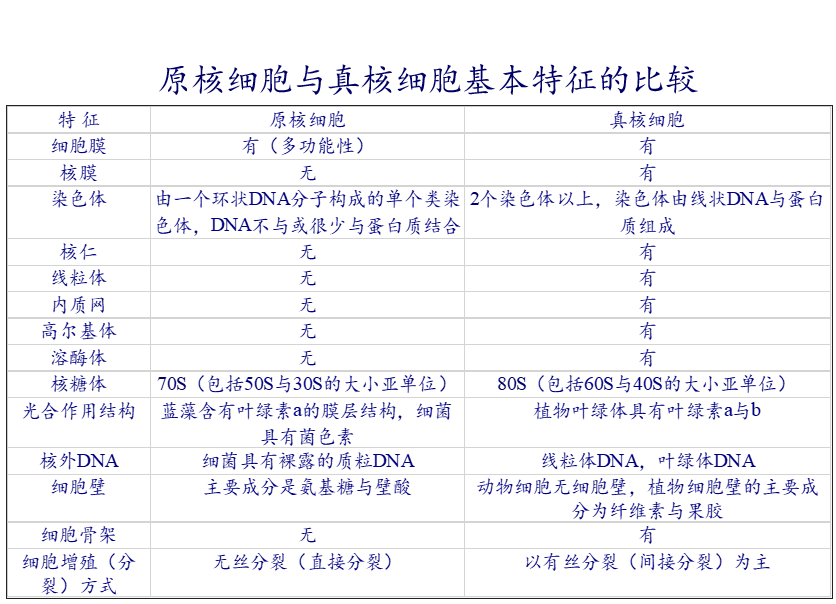 原核细胞与真核细胞基本特征的比较
特 征 原核细胞 真核细胞
细胞膜 有（多功能性） 有
核膜 无 有
染色体 由一个环状DNA分子构成的单个类染 2个染色体以上，染色体由线状DNA与蛋白
色体，DNA不与或很少与蛋白质结合 质组成
核仁 无 有
线粒体 无 有
内质网 无 有
高尔基体 无 有
溶酶体 无 有
核糖体 70S（包括50S与30S的大小亚单位） 80S（包括60S与40S的大小亚单位）
光合作用结构 蓝藻含有叶绿素a的膜层结构，细菌 植物叶绿体具有叶绿素a与b
具有菌色素
核外DNA 细菌具有裸露的质粒DNA 线粒体DNA，叶绿体DNA
细胞壁 主要成分是氨基糖与壁酸 动物细胞无细胞壁，植物细胞壁的主要成
分为纤维素与果胶
细胞骨架 无 有
细胞增殖（分 无丝分裂（直接分裂） 以有丝分裂（间接分裂）为主
裂）方式